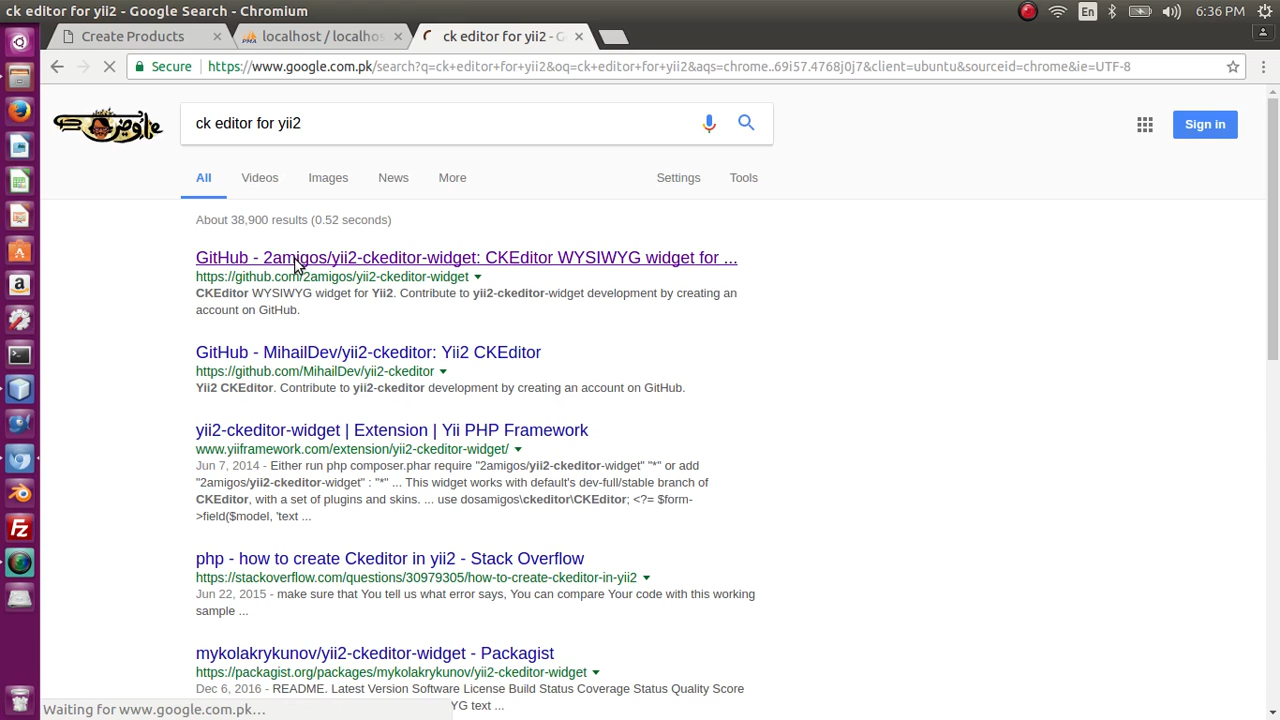 ck editor for yii2 - Google Search - Chromium
En
6:36 PM
Create Products
localhost / localhos
ck editor for yii2 - G
Secure https://www.google.com.pk/search?q=ck+editor+for+yii2&oq=ck+editor+for+yii2&aqs=chrome..69i57.4768j0j7&client=ubuntu&sourceid=chrome&ie=UTF-8
ck editor for yii2
Sign in
All Videos Images News More Settings Tools
About 38,900 results (0.52 seconds)
GitHub - 2amigos/yii2-ckeditor-widget: CKEditor WYSIWYG widget for ...
https://github.com/2amigos/yii2-ckeditor-widget
CKEditor WYSIWYG widget for Yii2. Contribute to yii2-ckeditor-widget development by creating an
account on GitHub.
GitHub - MihailDev/yii2-ckeditor: Yii2 CKEditor
https://github.com/MihailDev/yii2-ckeditor
Yii2 CKEditor. Contribute to yii2-ckeditor development by creating an account on GitHub.
yii2-ckeditor-widget | Extension | Yii PHP Framework
www.yiiframework.com/extension/yii2-ckeditor-widget/
Jun 7, 2014 - Either run php composer.phar require "2amigos/yii2-ckeditor-widget" "*" or add
"2amigos/yii2-ckeditor-widget" : "*" ... This widget works with default's dev-full/stable branch of
CKEditor, with a set of plugins and skins. ... use dosamigos\ckeditor\CKEditor; <?= $form-
>field($model, 'text ...
php - how to create Ckeditor in yii2 - Stack Overflow
https://stackoverflow.com/questions/30979305/how-to-create-ckeditor-in-yii2
Jun 22, 2015 - make sure that You tell us what error says, You can compare Your code with this working
sample ...
mykolakrykunov/yii2-ckeditor-widget - Packagist
https://packagist.org/packages/mykolakrykunov/yii2-ckeditor-widget
Dec 6, 2016 - README. Latest Version Software License Build Status Coverage Status Quality Score
YG text ...
Waiting for www.google.com.pk...